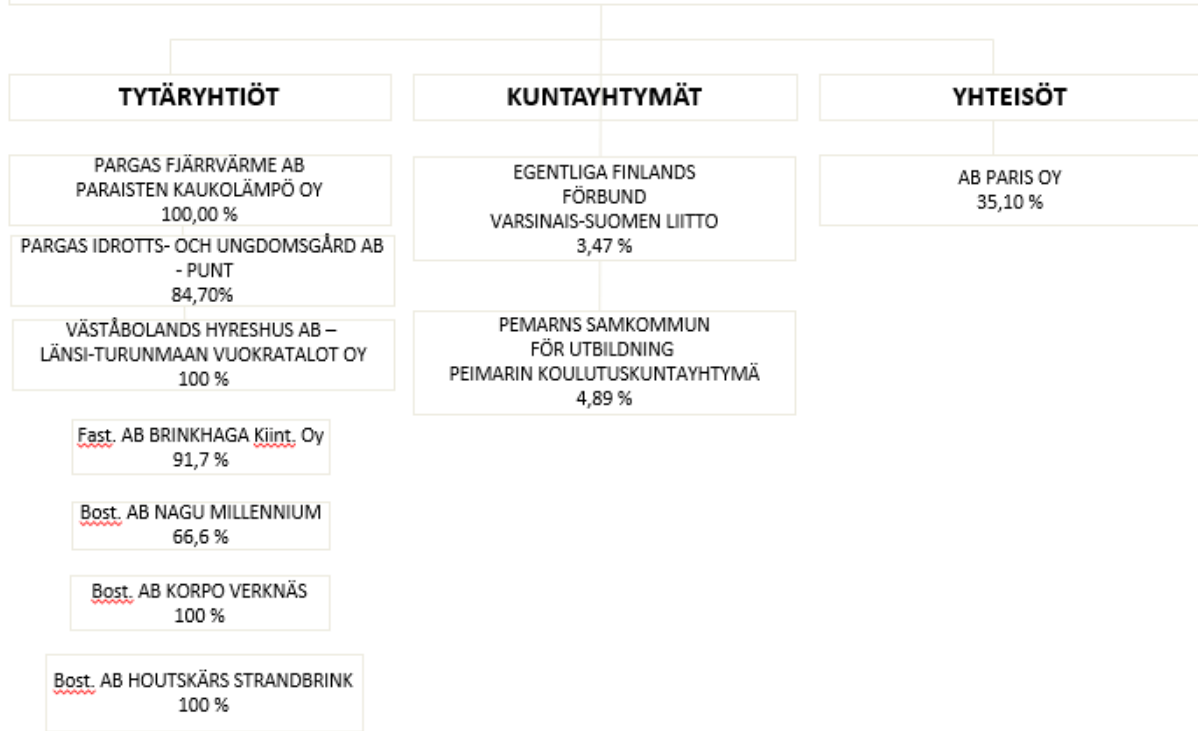 TYTÄRYHTIÖT
PARGAS FJÄRRVÄRME AB
PARAISTEN KAUKOLÄMPÖ OY
100,00 %
PARGAS IDROTTS- OCH UNGDOMSGÅRD AB
- PUNT
84,70%
VÄSTÅBOLANDS HYRESHUS AB –
LÄNSI-TURUNMAAN VUOKRATALOT OY
100 %
Fast. AB BRINKHAGA Kiint. Oy
91,7 %
Bost. AB NAGU MILLENNIUM
66,6 %
Bost. AB KORPO VERKNÄS
100 %
Bost. AB HOUTSKÄRS STRANDBRINK
100 %
KUNTAYHTYMÄT
EGENTLIGA FINLANDS
FÖRBUND
VARSINAIS-SUOMEN LIITTO
3,47 %
PEMARNS SAMKOMMUN
FÖR UTBILDNING
PEIMARIN KOULUTUSKUNTAYHTYMÄ
4,89 %
YHTEISÖT
AB PARIS OY
35,10 %